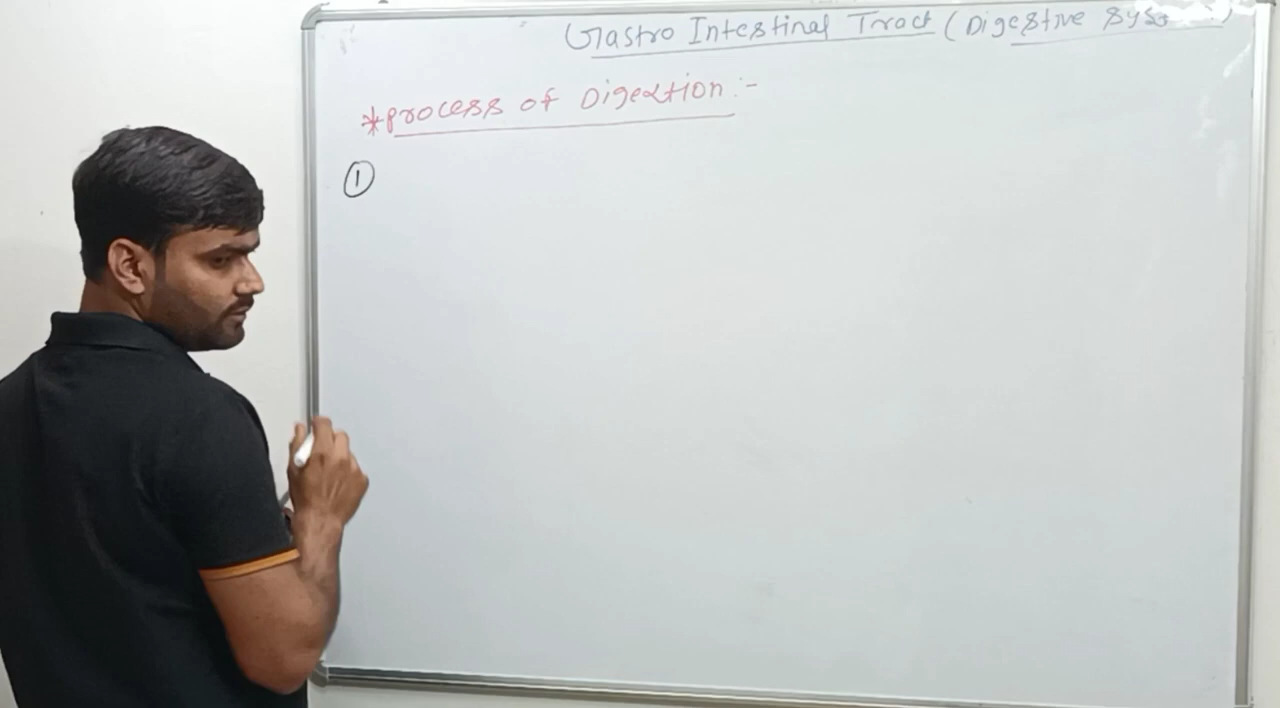 Gastro Intestinal Tract (Digestive
*Process of Digestion :-
①